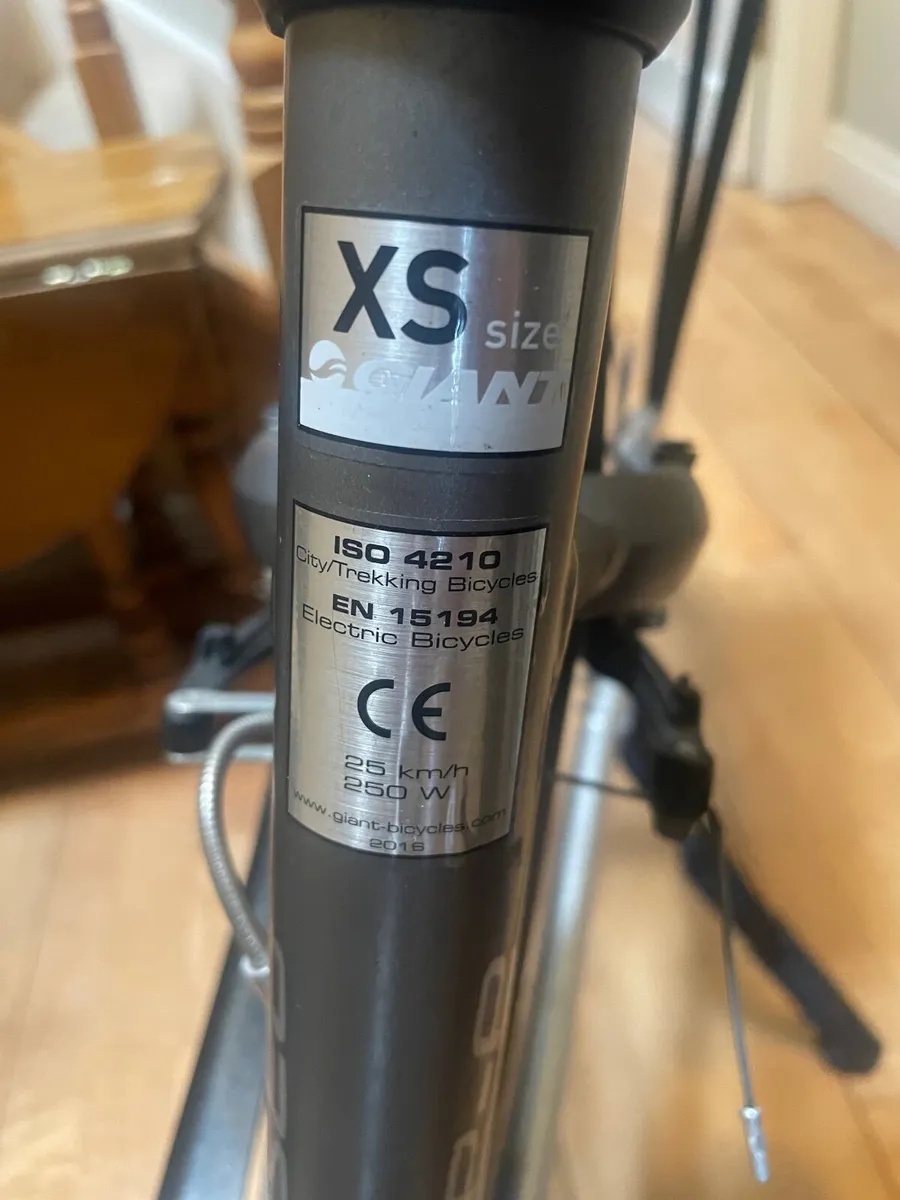 XS size
GIANT
ISO 4210
City/Trekking Bicycles
EN 15194
Electric Bicycles
CE
25 km/h
250 W
www.giant-bicycles.com
2016